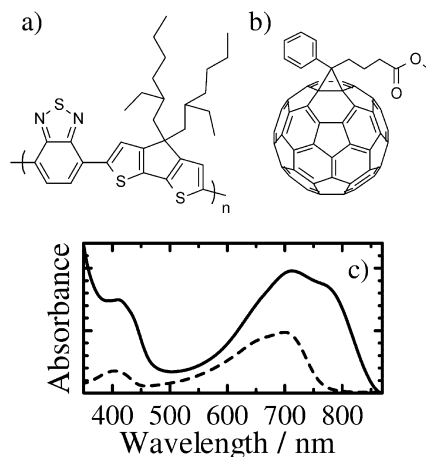 a)
b)
S
N N
S S
n
O
O
c)
Absorbance
400 500 600 700 800
Wavelength / nm